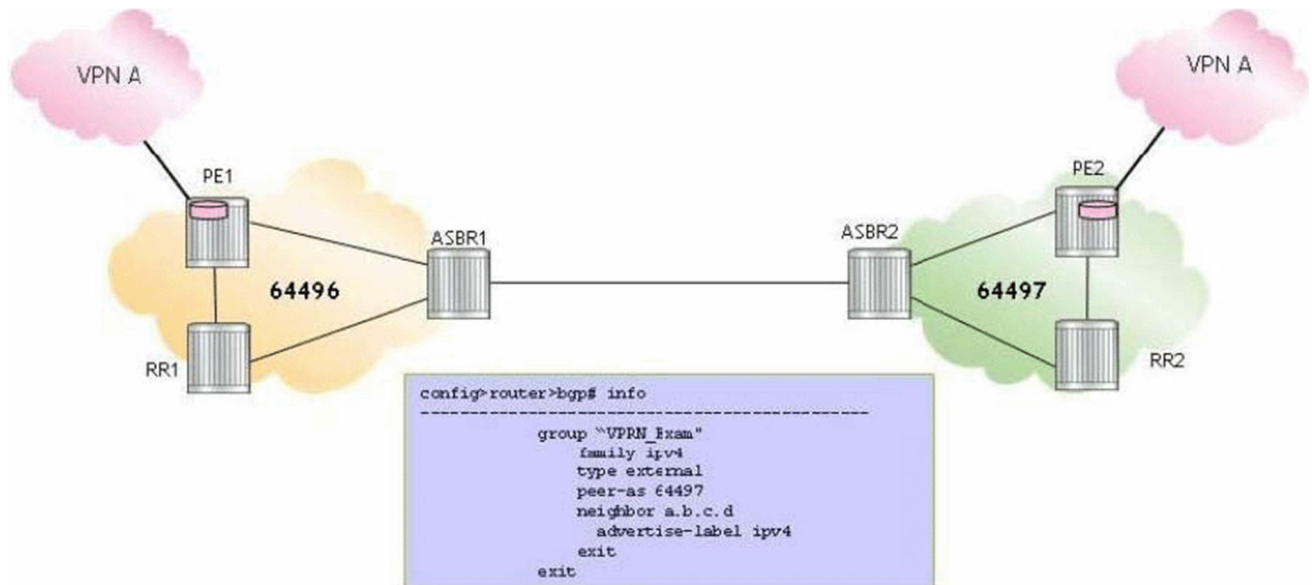 VPN A
VPN A
PE1
PE2
ASBR1
ASBR2
64496
64497
RR1
RR2
config>router>bgp# info
----------------------------------------------
group "VPRN_Exam"
family ipv4
type external
peer-as 64497
neighbor a.b.c.d
advertise-label ipv4
exit
exit